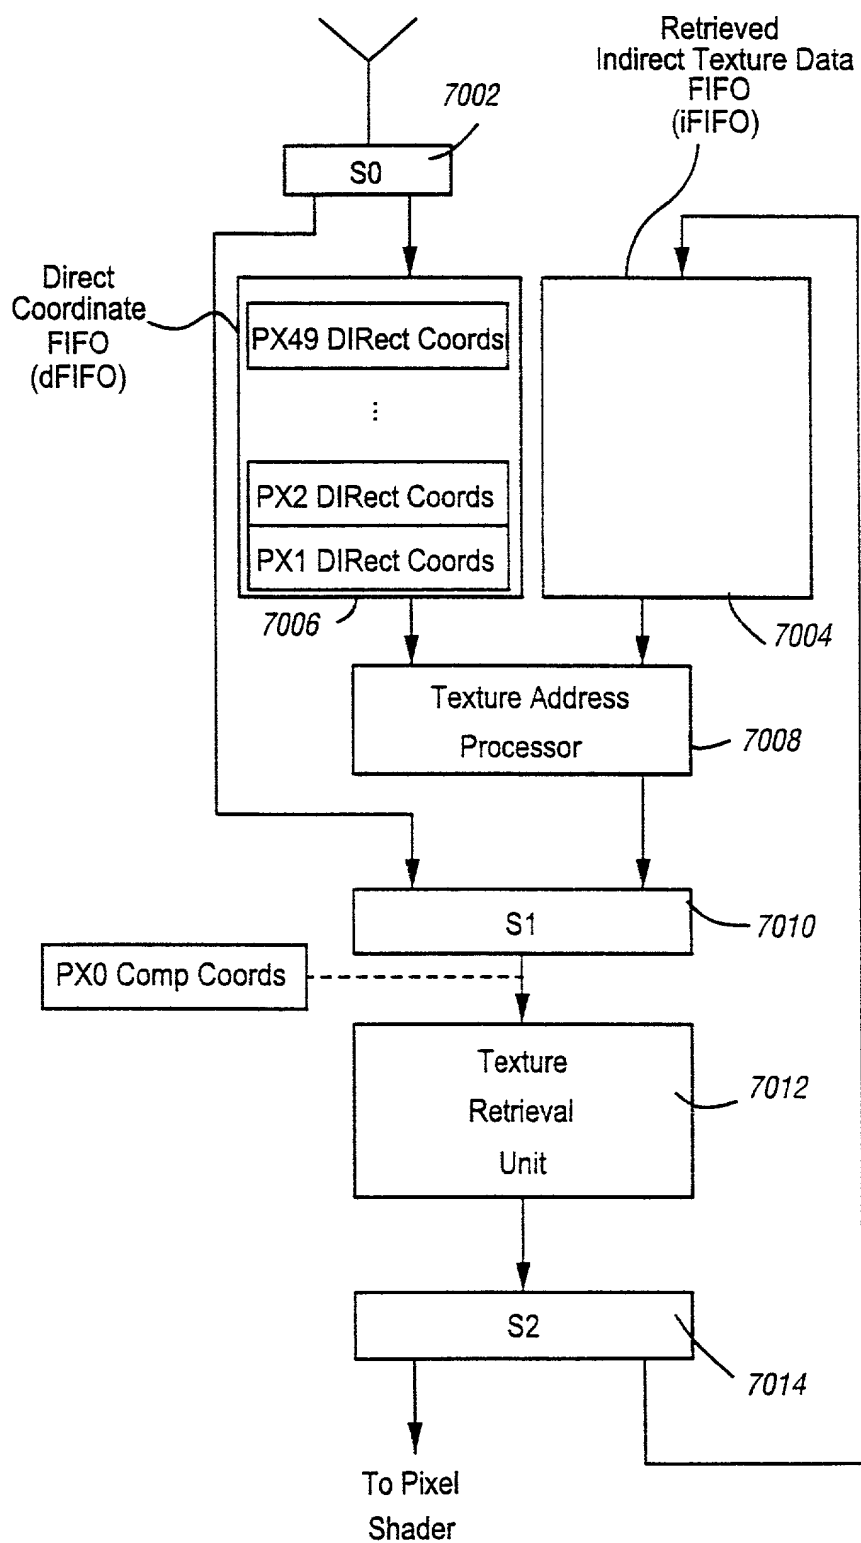 Retrieved
Indirect Texture Data
FIFO
(iFIFO)
7002
S0
Direct
Coordinate
FIFO
(dFIFO)
PX49 DIRect Coords
...
PX2 DIRect Coords
PX1 DIRect Coords
7006
7004
Texture Address
Processor
7008
S1
7010
PX0 Comp Coords
Texture
Retrieval
Unit
7012
S2
7014
To Pixel
Shader